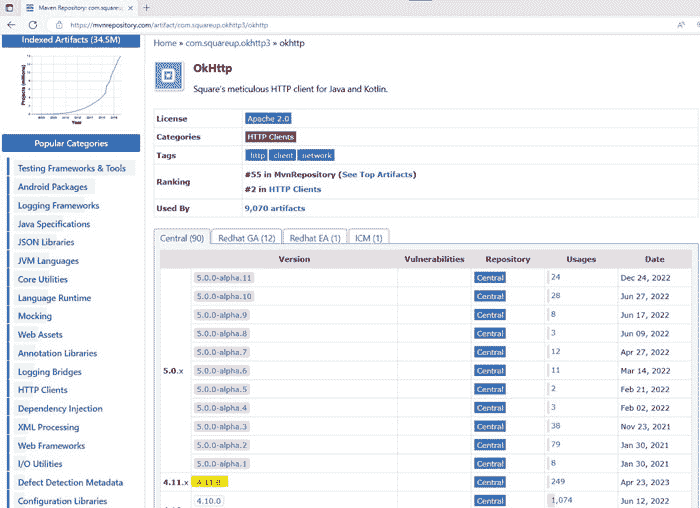 Maven Repository: com.squareu
https://mvnrepository.com/artifact/com.squareup.okhttp3/okhttp
Indexed Artifacts (34.5M)
Projects (millions)
Year
Popular Categories
Testing Frameworks & Tools
Android Packages
Logging Frameworks
Java Specifications
JSON Libraries
JVM Languages
Core Utilities
Language Runtime
Mocking
Web Assets
Annotation Libraries
Logging Bridges
HTTP Clients
Dependency Injection
XML Processing
Web Frameworks
I/O Utilities
Defect Detection Metadata
Configuration Libraries
Home » com.squareup.okhttp3 » okhttp
OkHttp
Square's meticulous HTTP client for Java and Kotlin.
License Apache 2.0
Categories HTTP Clients
Tags http client network
Ranking #55 in MvnRepository (See Top Artifacts)
#2 in HTTP Clients
Used By 9,070 artifacts
Central (90) Redhat GA (12) Redhat EA (1) ICM (1)
Version Vulnerabilities Repository Usages Date
5.0.0-alpha.11 Central 24 Dec 24, 2022
5.0.0-alpha.10 Central 28 Jun 27, 2022
5.0.0-alpha.9 Central 8 Jun 17, 2022
5.0.0-alpha.8 Central 3 Jun 09, 2022
5.0.0-alpha.7 Central 12 Apr 27, 2022
5.0.x 5.0.0-alpha.6 Central 11 Mar 14, 2022
5.0.0-alpha.5 Central 2 Feb 21, 2022
5.0.0-alpha.4 Central 3 Feb 02, 2022
5.0.0-alpha.3 Central 38 Nov 23, 2021
5.0.0-alpha.2 Central 79 Jan 30, 2021
5.0.0-alpha.1 Central 8 Jan 30, 2021
4.11.x Central 249 Apr 23, 2023
4.10.0 Central 1,074 Jun 12, 2022